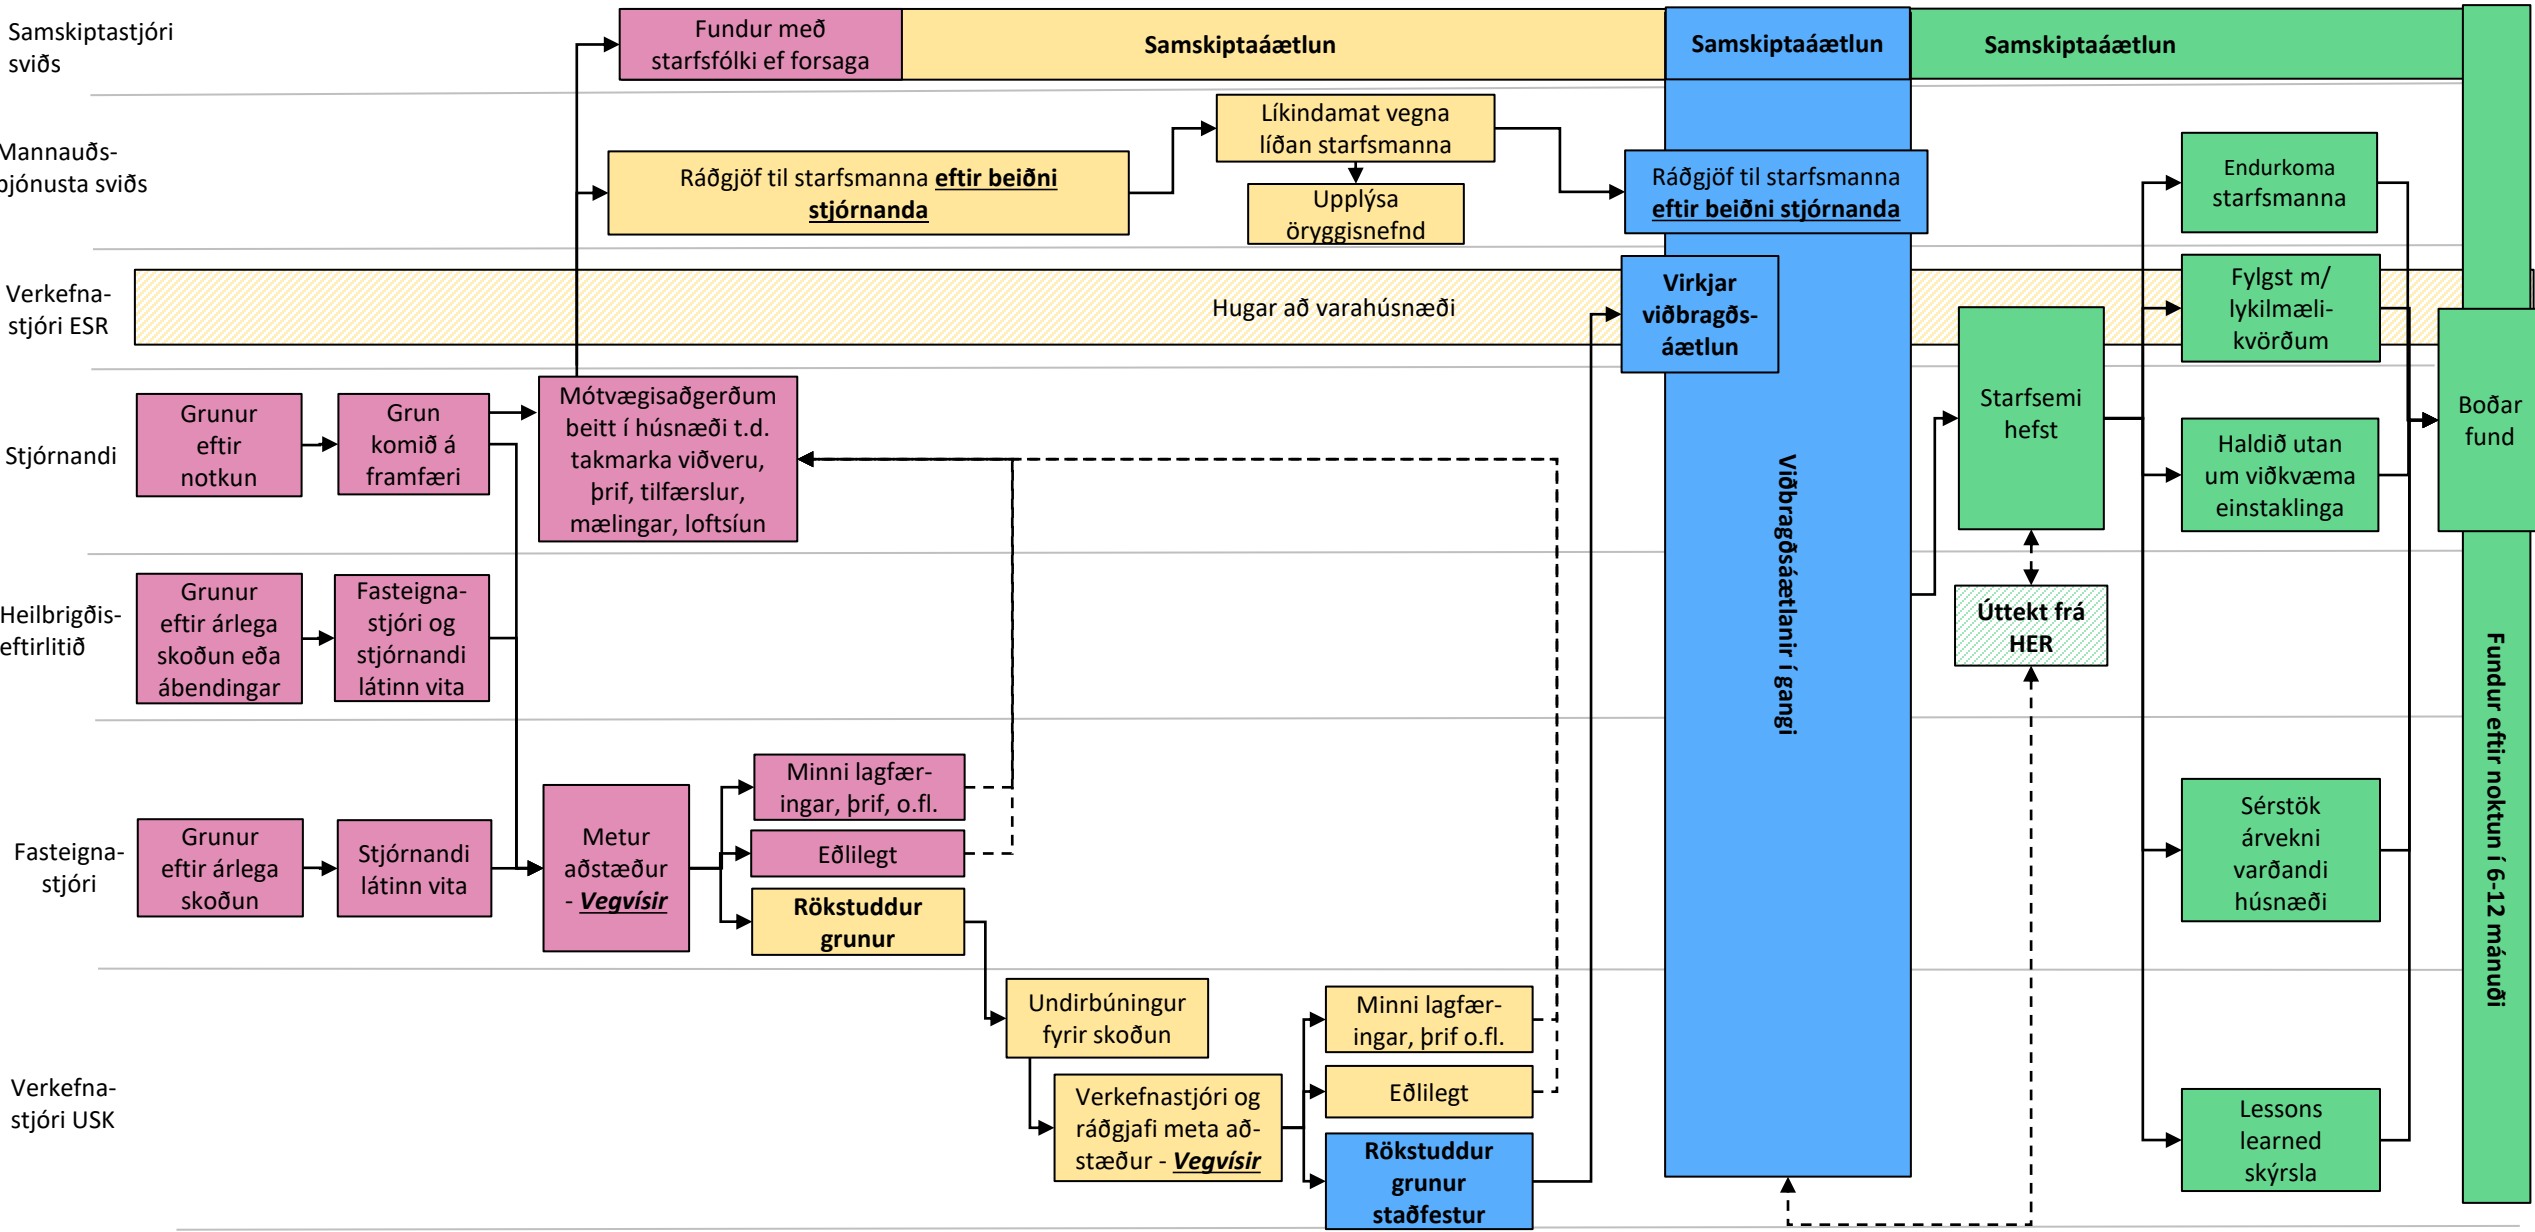 Samskiptastjóri
sviðs
Fundur með
starfsfólki ef forsaga
Samskiptaáætlun
Samskiptaáætlun
Samskiptaáætlun
Mannauðs-
þjónusta sviðs
Ráðgjöf til starfsmanna eftir beiðni
stjórnanda
Líkindamat vegna
líðan starfsmanna
Upplýsa
öryggisnefnd
Ráðgjöf til starfsmanna
eftir beiðni stjórnanda
Endurkoma
starfsmanna
Verkefna-
stjóri ESR
Hugar að varahúsnæði
Virkjar
viðbragðs-
áætlun
Fylgst m/
lykilmæli-
kvörðum
Stjórnandi
Grunur
eftir
notkun
Grun
komið á
framfæri
Mótvægisaðgerðum
beitt í húsnæði t.d.
takmarka viðveru,
þrif, tilfærslur,
mælingar, loftsíun
Viðbragðsáætlanir í gangi
Starfsemi
hefst
Haldið utan
um viðkvæma
einstaklinga
Boðar
fund
Heilbrigðis-
eftirlitið
Grunur
eftir árlega
skoðun eða
ábendingar
Fasteigna-
stjóri og
stjórnandi
látinn vita
Úttekt frá
HER
Fundur eftir noktun í 6-12 mánuði
Fasteigna-
stjóri
Grunur
eftir árlega
skoðun
Stjórnandi
látinn vita
Metur
aðstæður
- Vegvísir
Minni lagfær-
ingar, þrif, o.fl.
Eðlilegt
Rökstuddur
grunur
Sérstök
árvekni
varðandi
húsnæði
Verkefna-
stjóri USK
Undirbúningur
fyrir skoðun
Verkefnastjóri og
ráðgjafi meta að-
stæður - Vegvísir
Minni lagfær-
ingar, þrif o.fl.
Eðlilegt
Rökstuddur
grunur
staðfestur
Lessons
learned
skýrsla